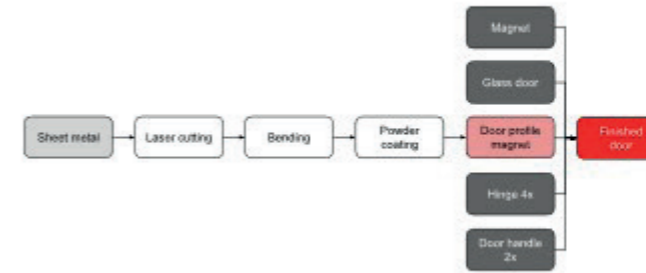 Magnet
Glass door
Sheet metal
Laser cutting
Bending
Powder
coating
Door profile
magnet
Finished
door
Hinge 4x
Door handle
2x